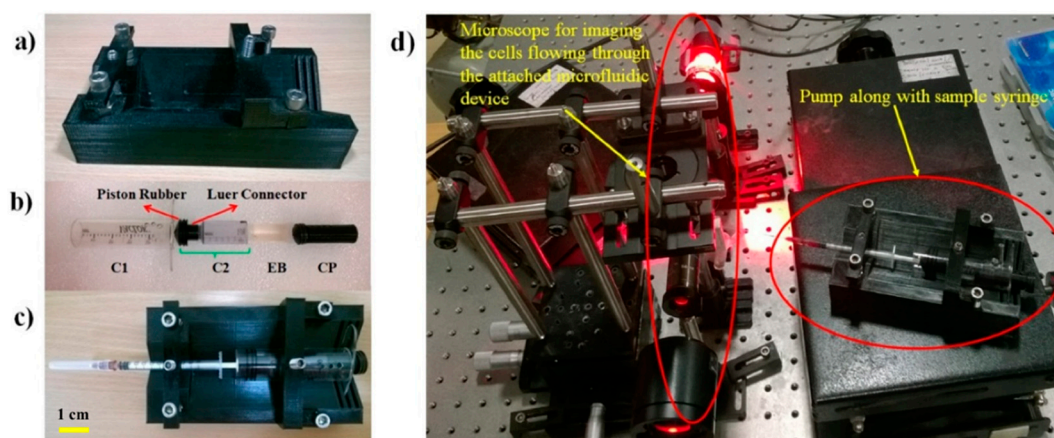 a)
b)
Piston Rubber
Luer Connector
C1
C2
EB
CP
c)
1 cm
d)
Microscope for imaging
the cells flowing through
the attached microfluidic
device
Pump along with sample syringe